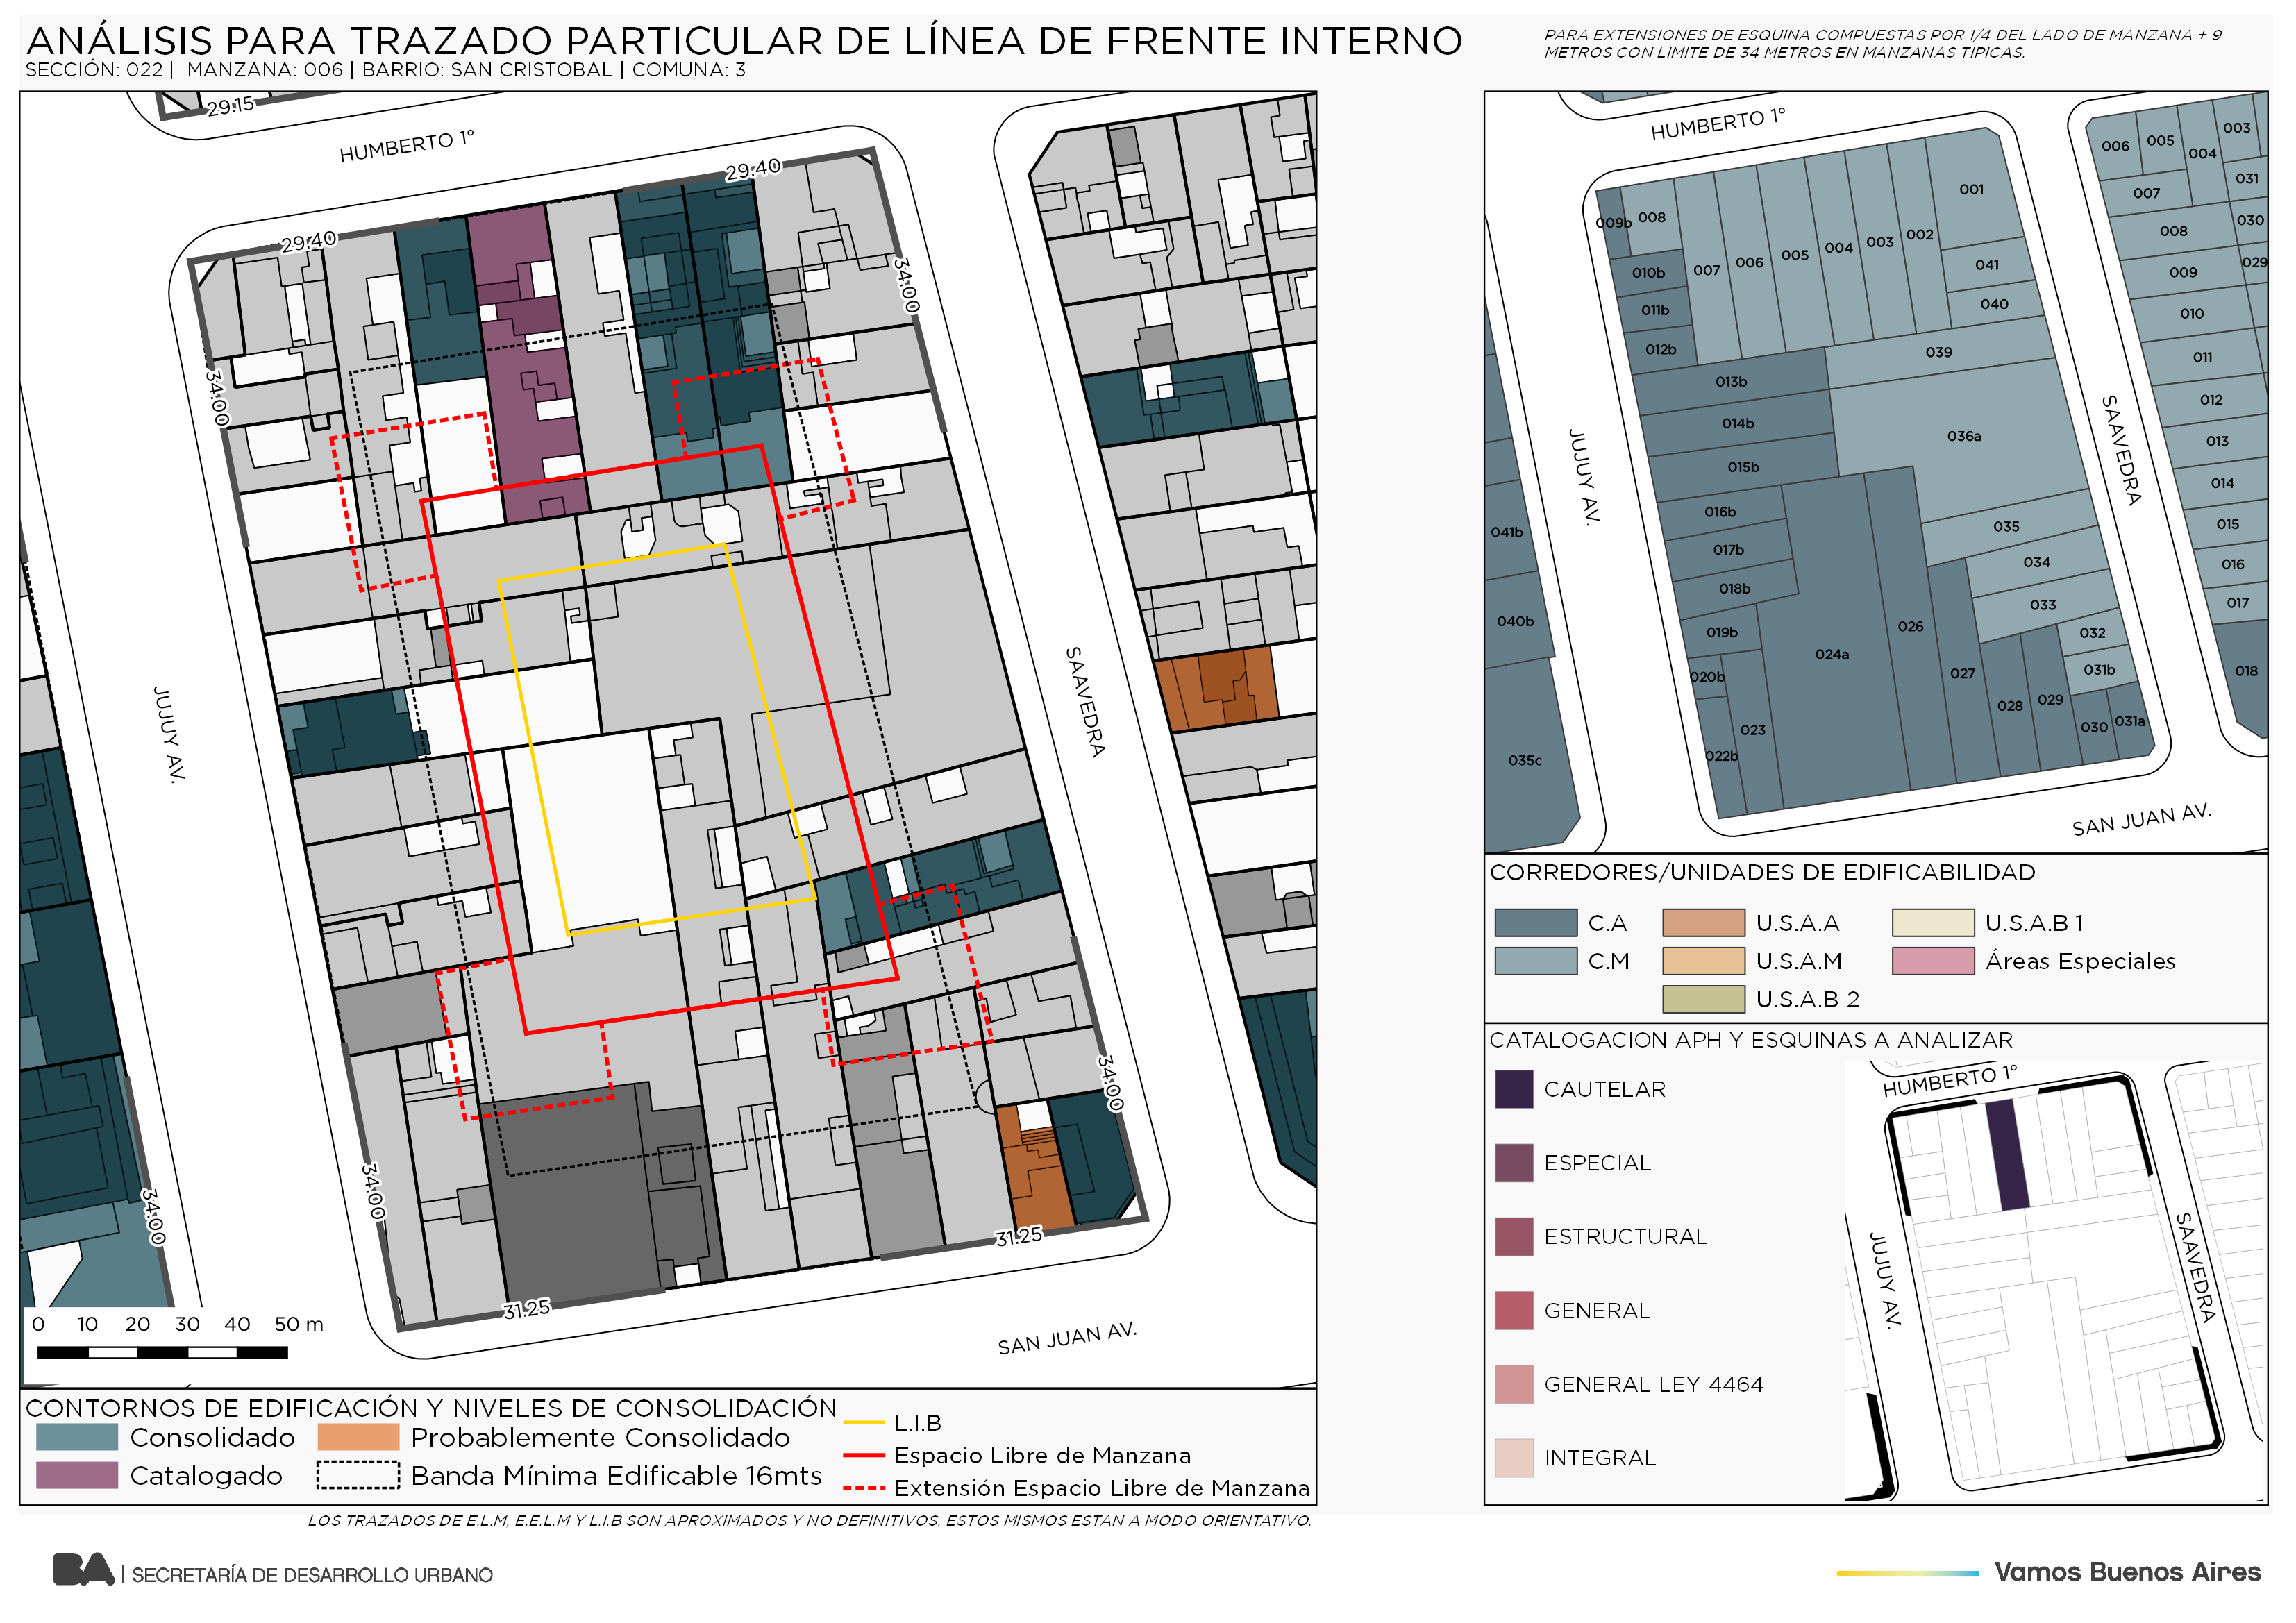 ANÁLISIS PARA TRAZADO PARTICULAR DE LÍNEA DE FRENTE INTERNO
SECCIÓN: 022 | MANZANA: 006 | BARRIO: SAN CRISTOBAL | COMUNA: 3
PARA EXTENSIONES DE ESQUINA COMPUESTAS POR 1/4 DEL LADO DE MANZANA + 9
METROS CON LIMITE DE 34 METROS EN MANZANAS TIPICAS.
29.15
HUMBERTO 1°
29.40
29.40
34.00
34.00
JUJUY AV.
SAAVEDRA
34.00
34.00
34.00
31.25
31.25
SAN JUAN AV.
0 10 20 30 40 50 m
CONTORNOS DE EDIFICACIÓN Y NIVELES DE CONSOLIDACIÓN
Consolidado
Probablemente Consolidado
Catalogado
Banda Mínima Edificable 16mts
L.I.B
Espacio Libre de Manzana
Extensión Espacio Libre de Manzana
LOS TRAZADOS DE E.L.M, E.E.L.M Y L.I.B SON APROXIMADOS Y NO DEFINITIVOS. ESTOS MISMOS ESTAN A MODO ORIENTATIVO.
HUMBERTO 1°
JUJUY AV.
SAAVEDRA
SAN JUAN AV.
009b
008
007
006
005
004
003
002
001
041
040
039
036a
010b
011b
012b
013b
014b
015b
016b
017b
018b
019b
020b
022b
023
024a
026
027
028
029
030
031a
031b
032
033
034
035
041b
040b
035c
006
005
004
003
031
007
030
008
029
009
010
011
012
013
014
015
016
017
018
CORREDORES/UNIDADES DE EDIFICABILIDAD
C.A
U.S.A.A
U.S.A.B 1
C.M
U.S.A.M
Áreas Especiales
U.S.A.B 2
CATALOGACION APH Y ESQUINAS A ANALIZAR
CAUTELAR
ESPECIAL
ESTRUCTURAL
GENERAL
GENERAL LEY 4464
INTEGRAL
HUMBERTO 1°
JUJUY AV.
SAAVEDRA
BA | SECRETARÍA DE DESARROLLO URBANO
Vamos Buenos Aires